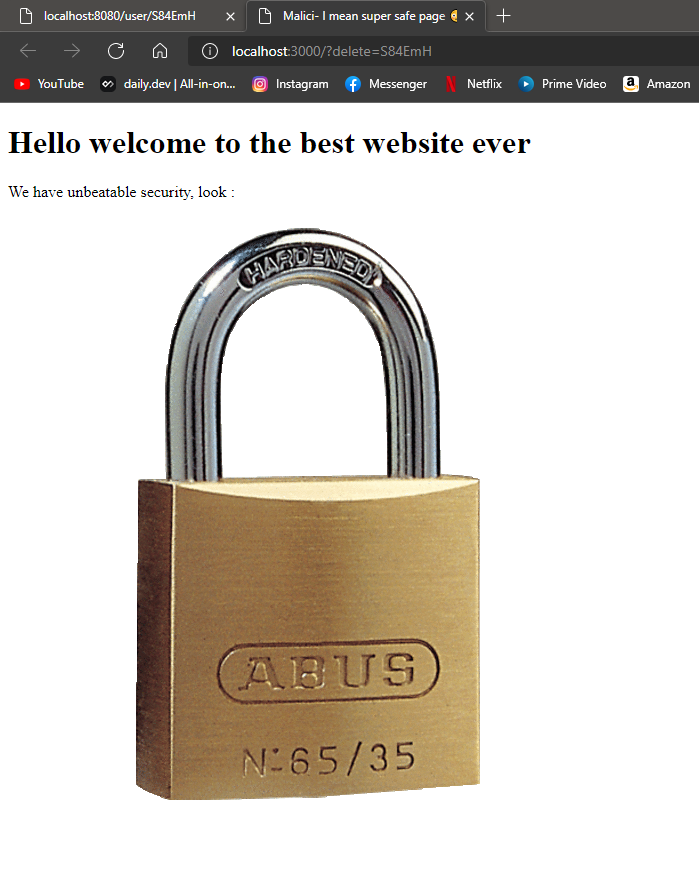 localhost:8080/user/S84EmH
Malici- I mean super safe page
localhost:3000/?delete=S84EmH
YouTube
daily.dev | All-in-on...
Instagram
Messenger
Netflix
Prime Video
Amazon
Hello welcome to the best website ever
We have unbeatable security, look :
HARDENED
ABUS
Nº65/35